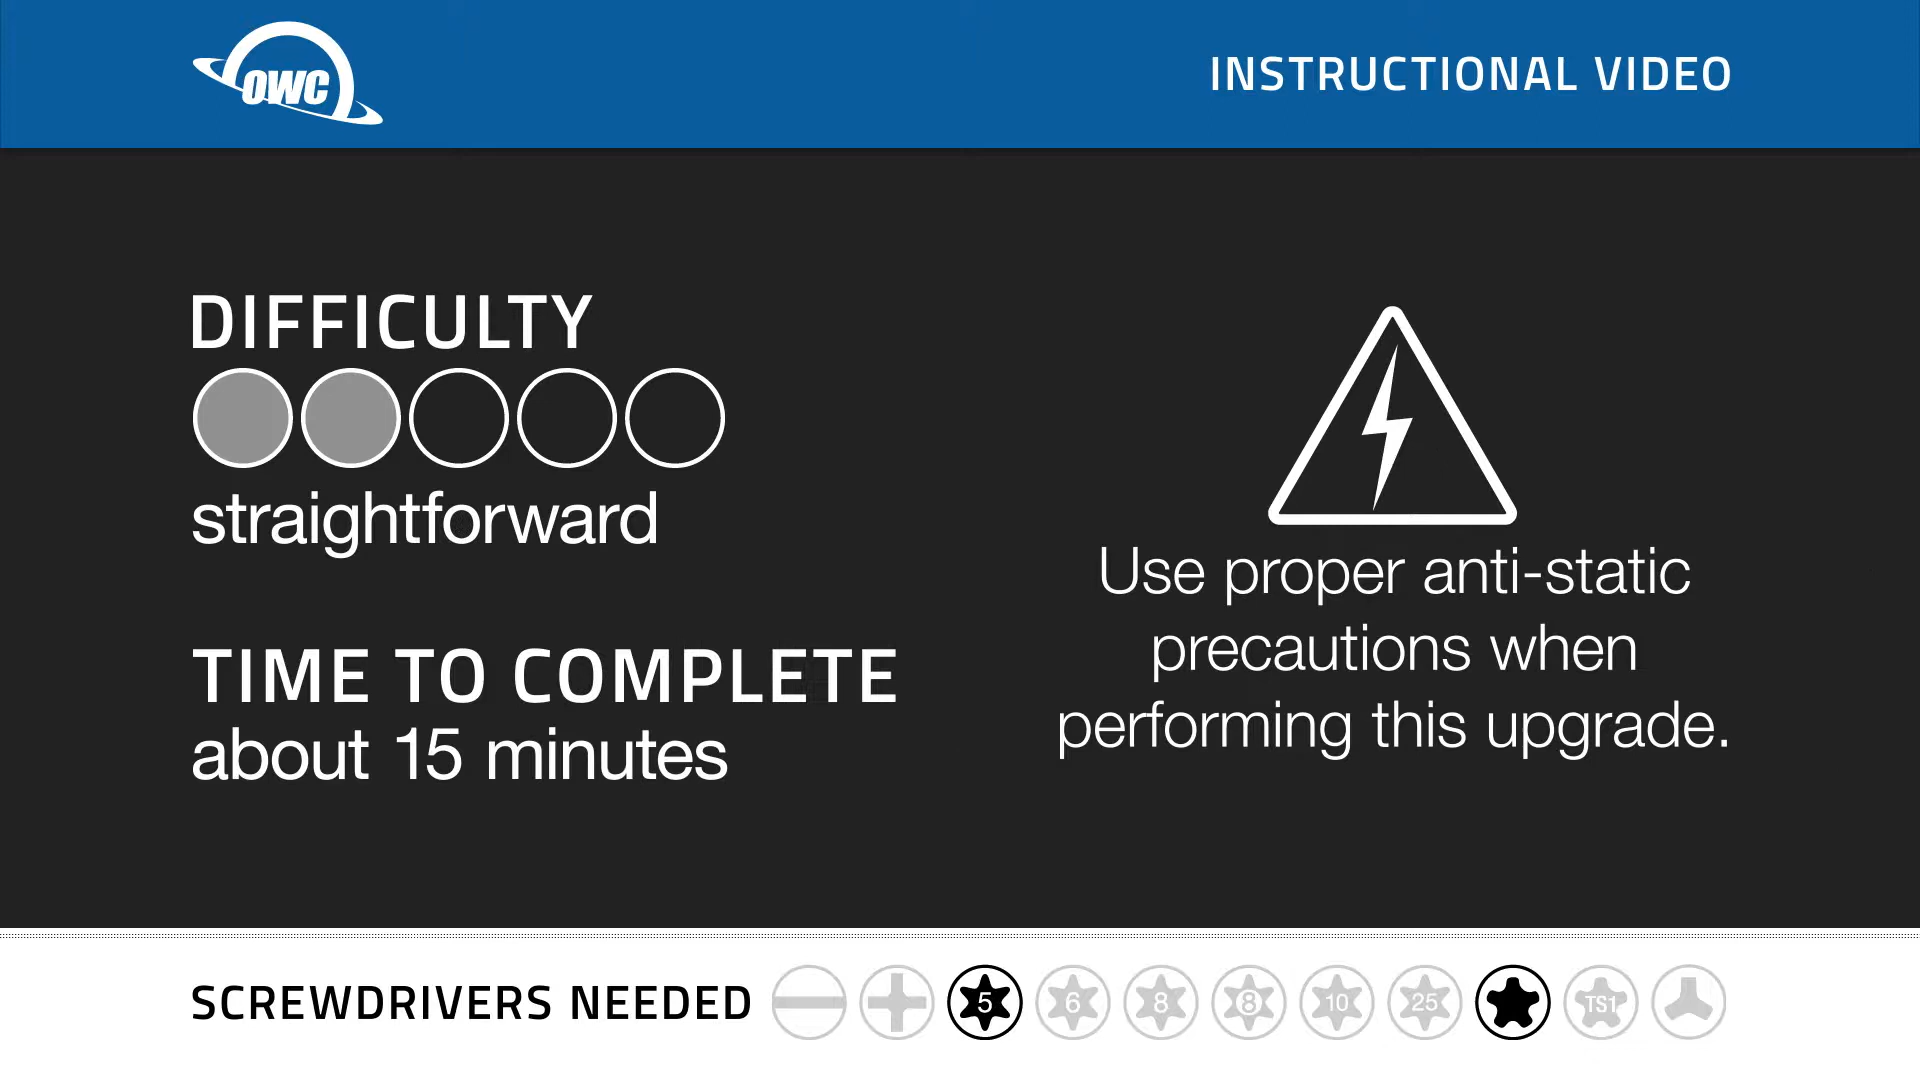 OWC
INSTRUCTIONAL VIDEO
DIFFICULTY
straightforward
TIME TO COMPLETE
about 15 minutes
Use proper anti-static
precautions when
performing this upgrade.
SCREWDRIVERS NEEDED 5 6 8 8 10 25 TS1